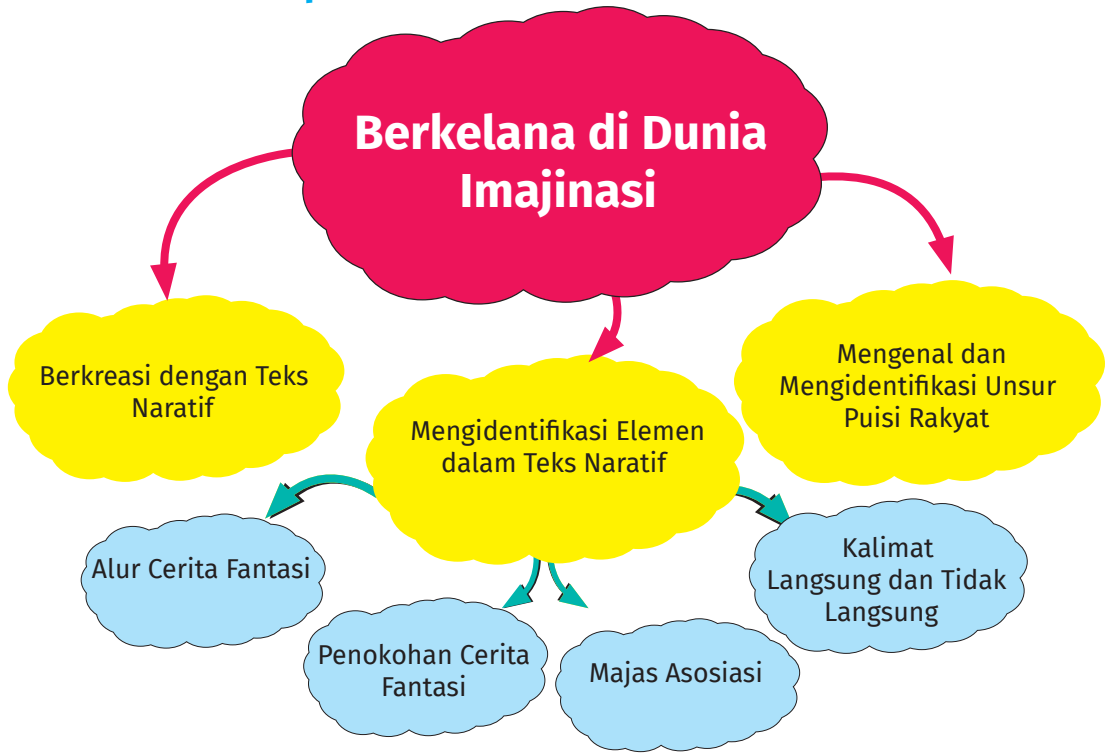 Berkelana di Dunia
Imajinasi
Berkreasi dengan Teks
Naratif
Mengidentifikasi Elemen
dalam Teks Naratif
Mengenal dan
Mengidentifikasi Unsur
Puisi Rakyat
Alur Cerita Fantasi
Penokohan Cerita
Fantasi
Majas Asosiasi
Kalimat
Langsung dan Tidak
Langsung